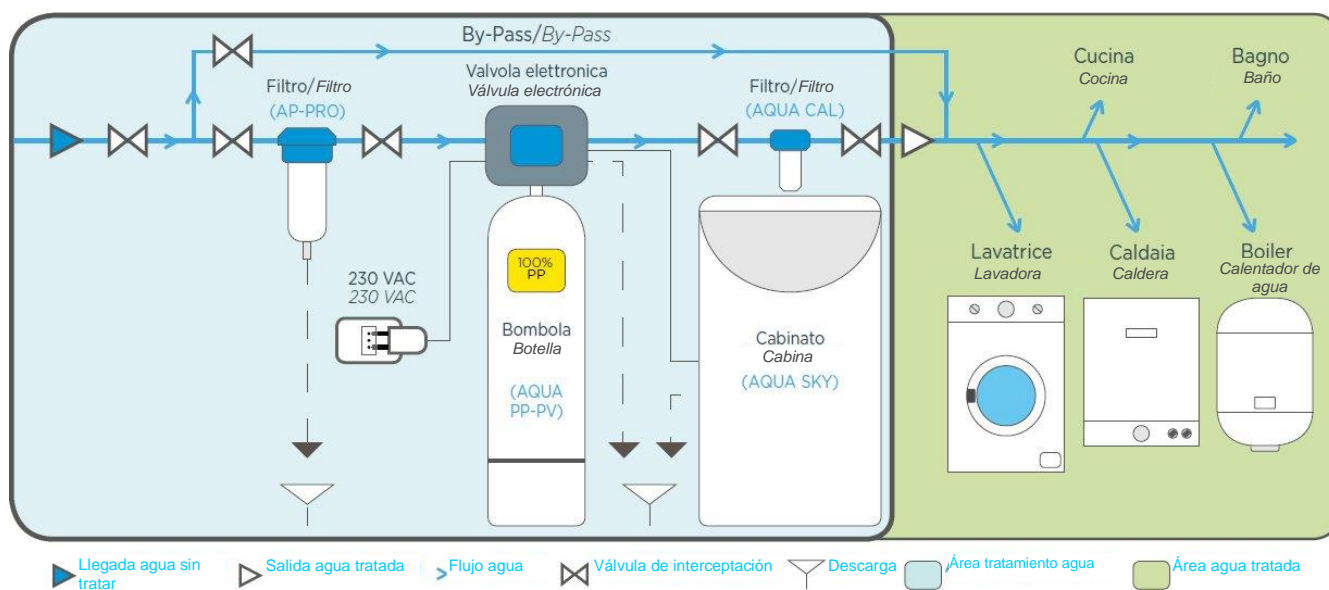 By-Pass/By-Pass
Filtro/Filtro
(AP-PRO)
Valvola elettronica
Válvula electrónica
Filtro/Filtro
(AQUA CAL)
Cucina
Cocina
Bagno
Baño
230 VAC
230 VAC
100%
PP
Bombola
Botella
(AQUA
PP-PV)
Cabinato
Cabina
(AQUA SKY)
Lavatrice
Lavadora
Caldaia
Caldera
Boiler
Calentador de
agua
Llegada agua sin
tratar
Salida agua tratada
Flujo agua
Válvula de interceptación
Descarga
Área tratamiento agua
Área agua tratada